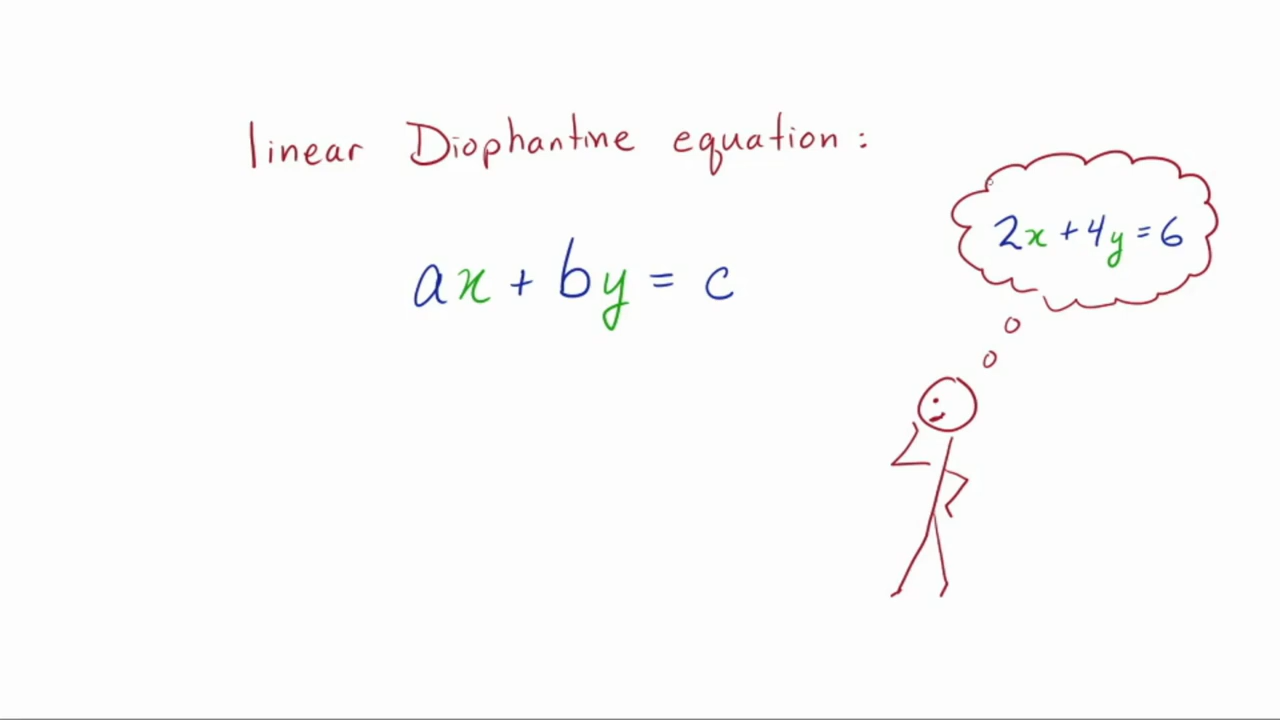 linear Diophantine equation:
ax + by = c
2x + 4y = 6